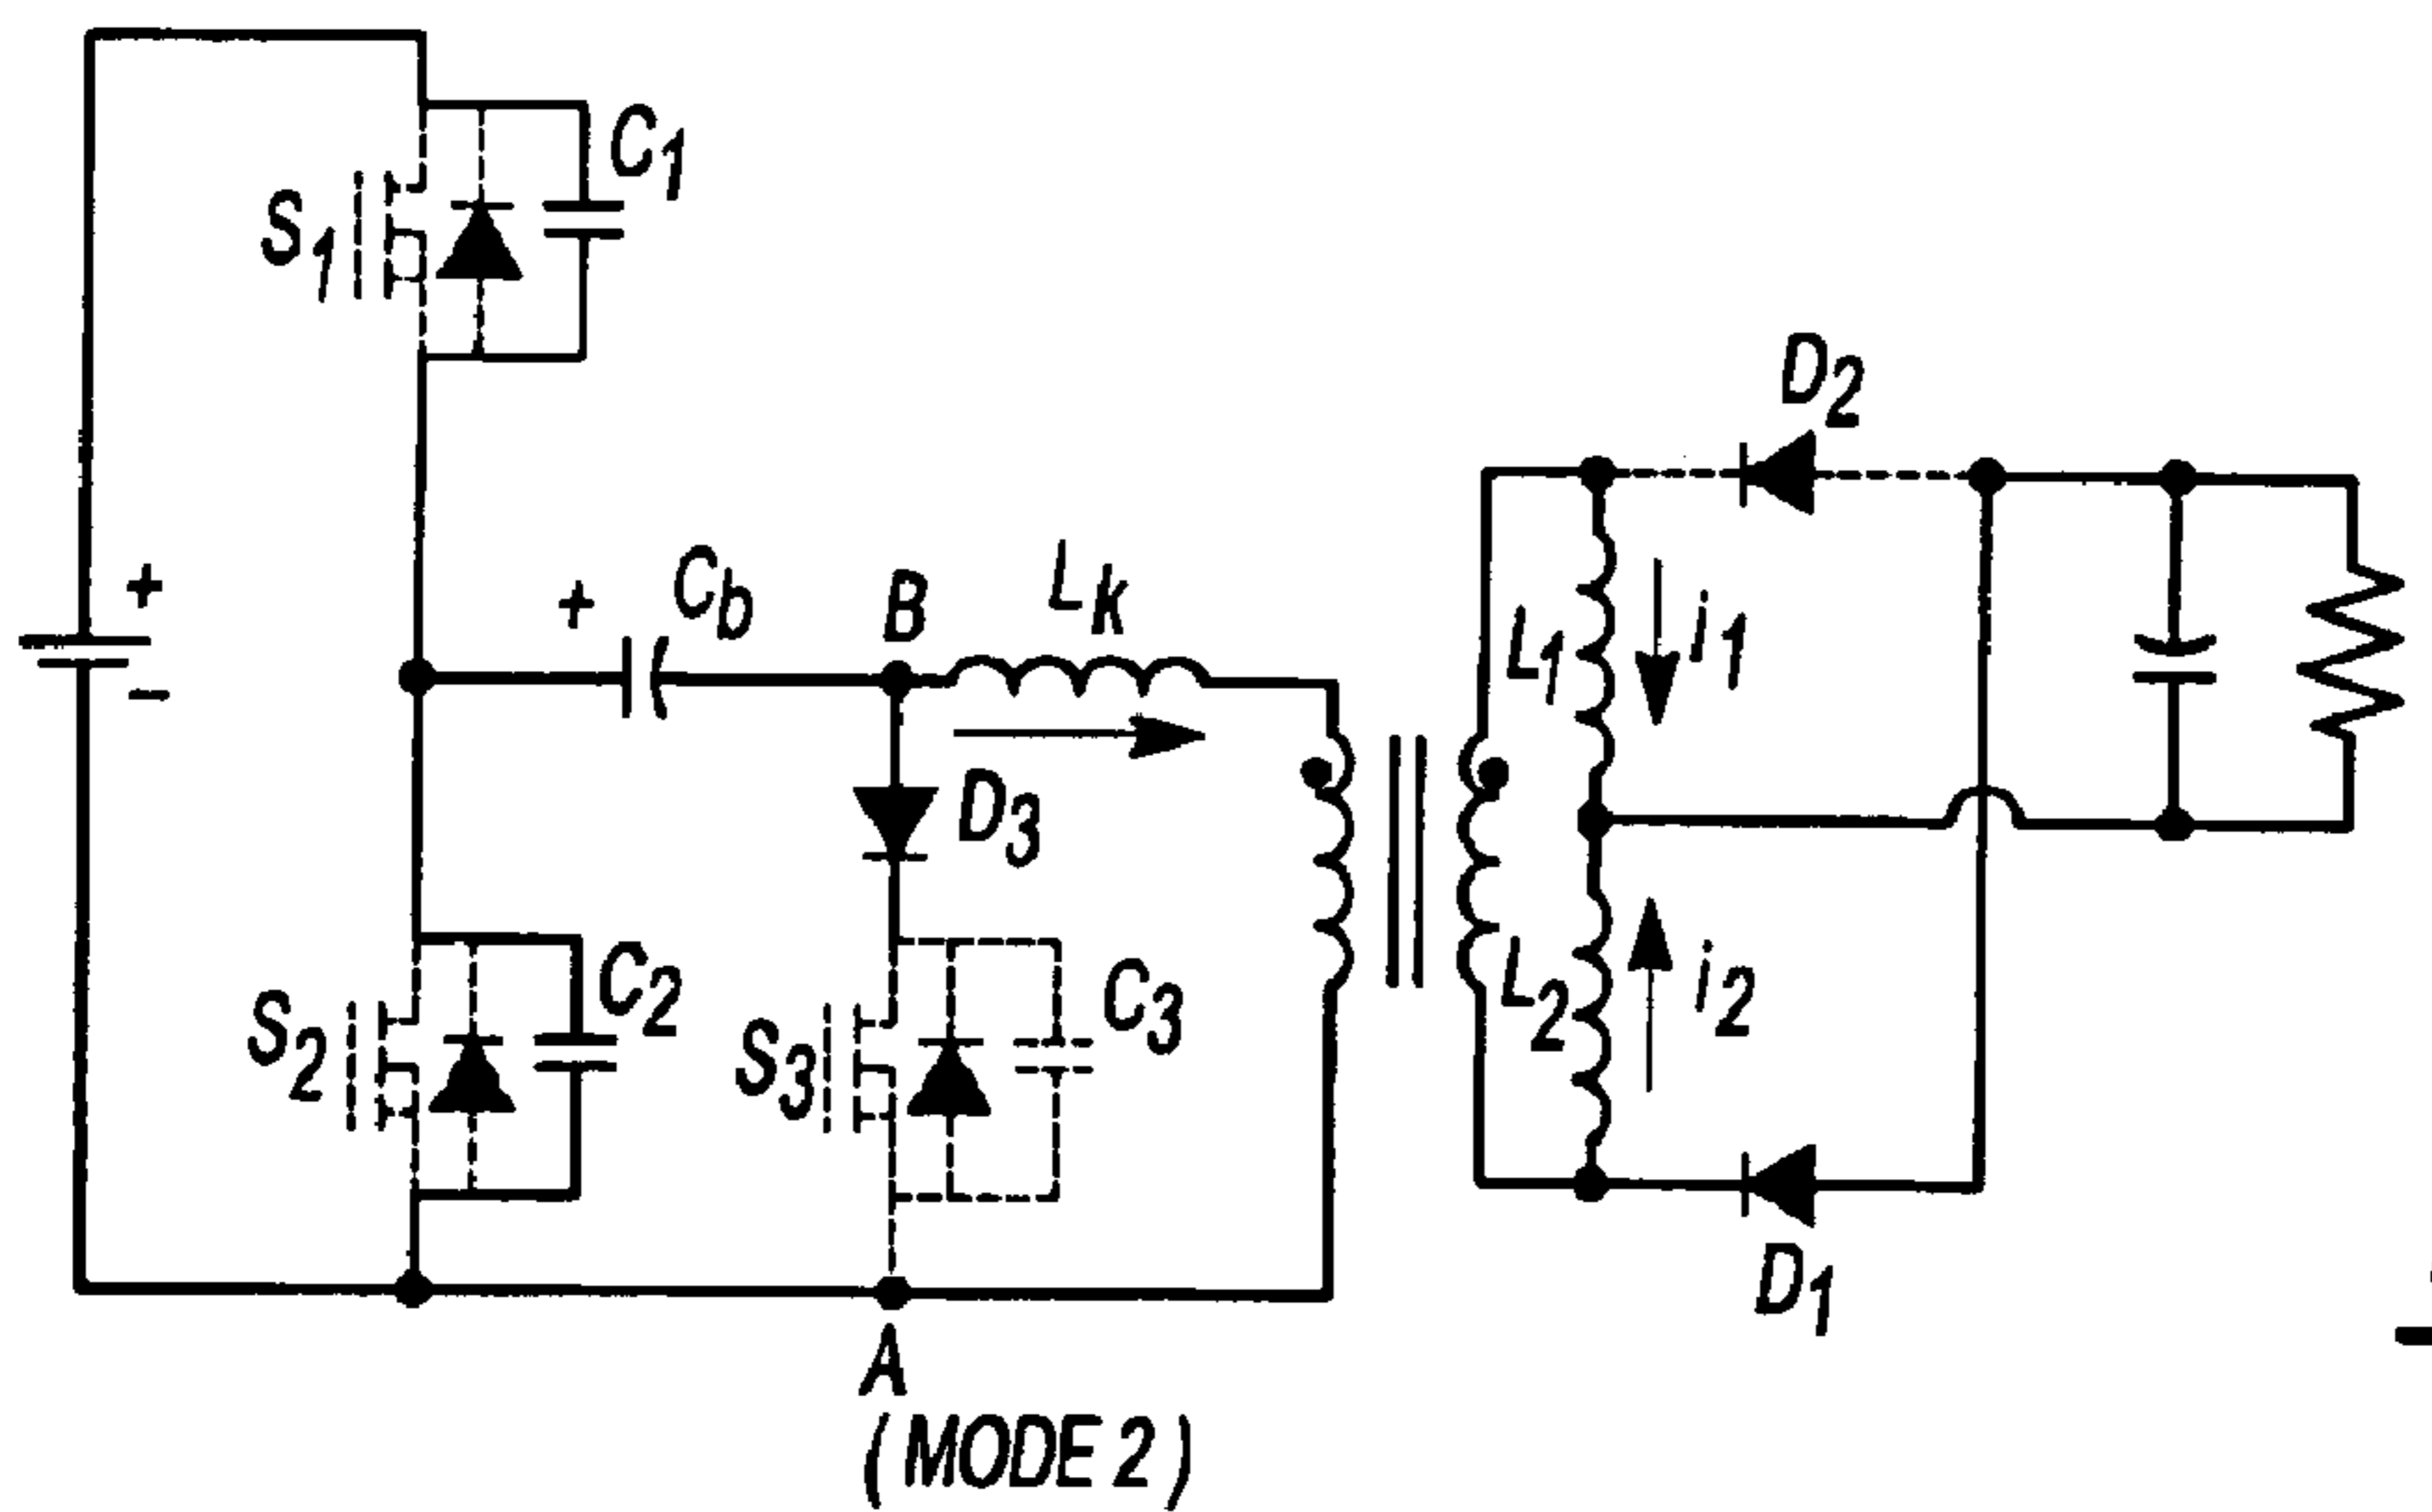 C1
S1
D2
+
+
Cb
B
LK
L1
i1
−
D3
C2
C3
S2
S3
L2
i2
D1
A
(MODE 2)